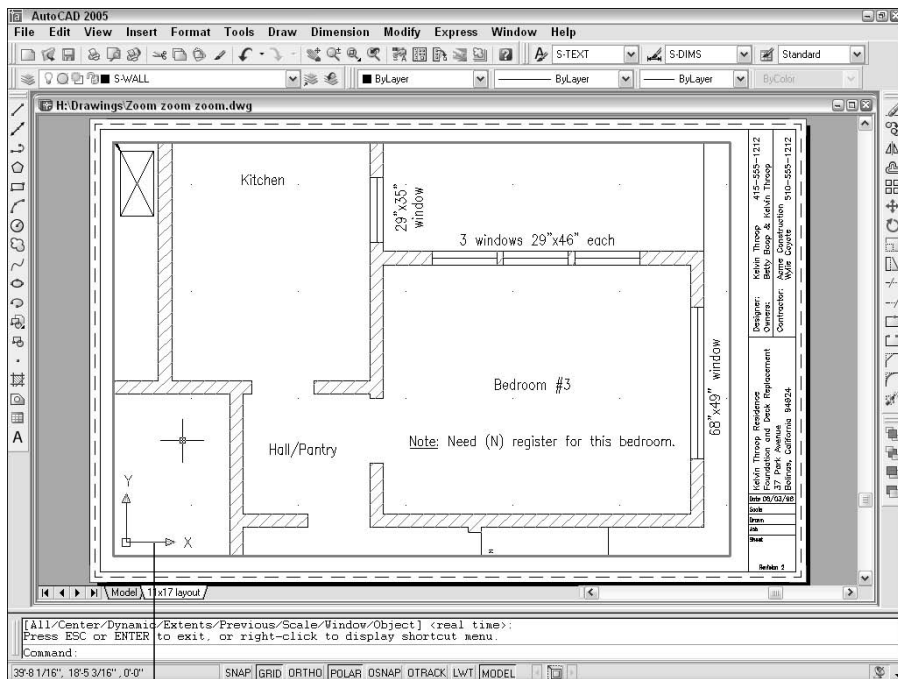 AutoCAD 2005
File Edit View Insert Format Tools Draw Dimension Modify Express Window Help
S-TEXT S-DIMS Standard
S-WALL ByLayer ByLayer ByLayer ByColor
H:\Drawings\Zoom zoom zoom.dwg
Kitchen
29"x35"
window
3 windows 29"x46" each
Bedroom #3
68"x49" window
Note: Need (N) register for this bedroom.
Hall/Pantry
Y
X
Designer: Kelvin Throop 415-555-1212
Owners: Betty Boop & Kelvin Throop
Contractor: Acme Construction 510-555-1212
Wylie Coyote
Kelvin Throop Residence
Foundation and Deck Replacement
37 Park Avenue
Bolinas, California 94924
Date 08/03/98
Scale
Drawn
Job
Sheet
Revision 2
Model 11x17 layout
[All/Center/Dynamic/Extents/Previous/Scale/Window/Object] <real time>:
Press ESC or ENTER to exit, or right-click to display shortcut menu.
Command:
39'-8 1/16", 18'-5 3/16" , 0'-0" SNAP GRID ORTHO POLAR OSNAP OTRACK LWT MODEL